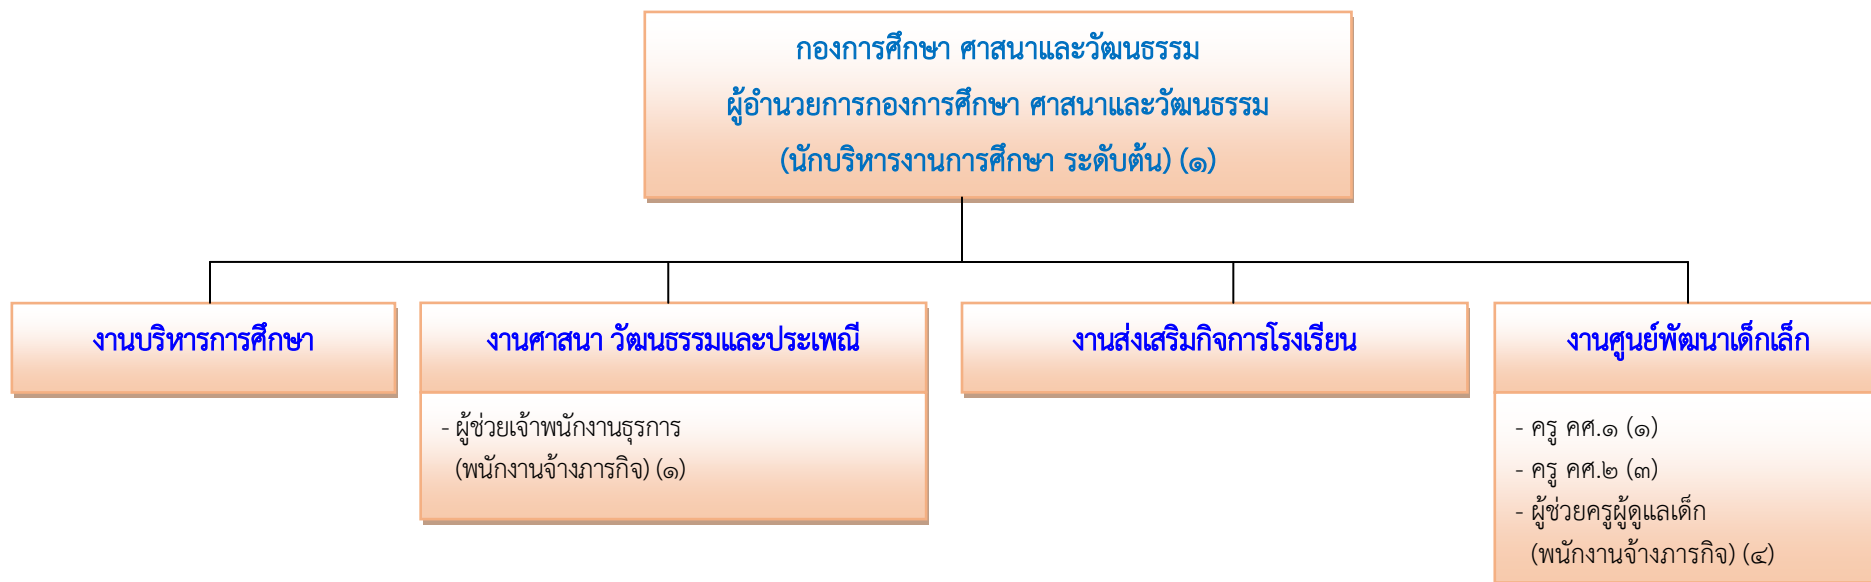 กองการศึกษา ศาสนาและวัฒนธรรม
ผู้อำนวยการกองการศึกษา ศาสนาและวัฒนธรรม
(นักบริหารงานการศึกษา ระดับต้น) (๑)
งานบริหารการศึกษา
งานศาสนา วัฒนธรรมและประเพณี
- ผู้ช่วยเจ้าพนักงานธุรการ
(พนักงานจ้างภารกิจ) (๑)
งานส่งเสริมกิจการโรงเรียน
งานศูนย์พัฒนาเด็กเล็ก
- ครู คศ.๑ (๑)
- ครู คศ.๒ (๓)
- ผู้ช่วยครูผู้ดูแลเด็ก
(พนักงานจ้างภารกิจ) (๔)